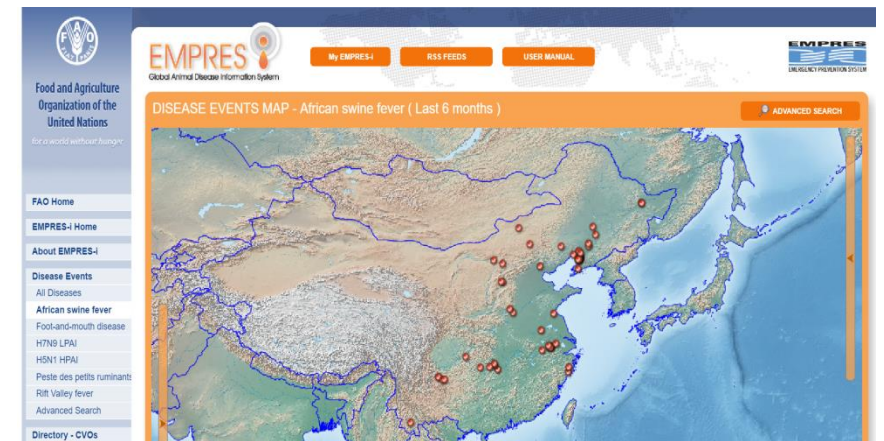 FAO
FIAT PANIS
Food and Agriculture
Organization of the
United Nations
for a world without hunger
FAO Home
EMPRES-i Home
About EMPRES-i
Disease Events
All Diseases
African swine fever
Foot-and-mouth disease
H7N9 LPAI
H5N1 HPAI
Peste des petits ruminants
Rift Valley fever
Advanced Search
Directory - CVOs
EMPRES-i
Global Animal Disease Information System
My EMPRES-i
RSS FEEDS
USER MANUAL
EMPRES
EMERGENCY PREVENTION SYSTEM
DISEASE EVENTS MAP - African swine fever ( Last 6 months )
ADVANCED SEARCH